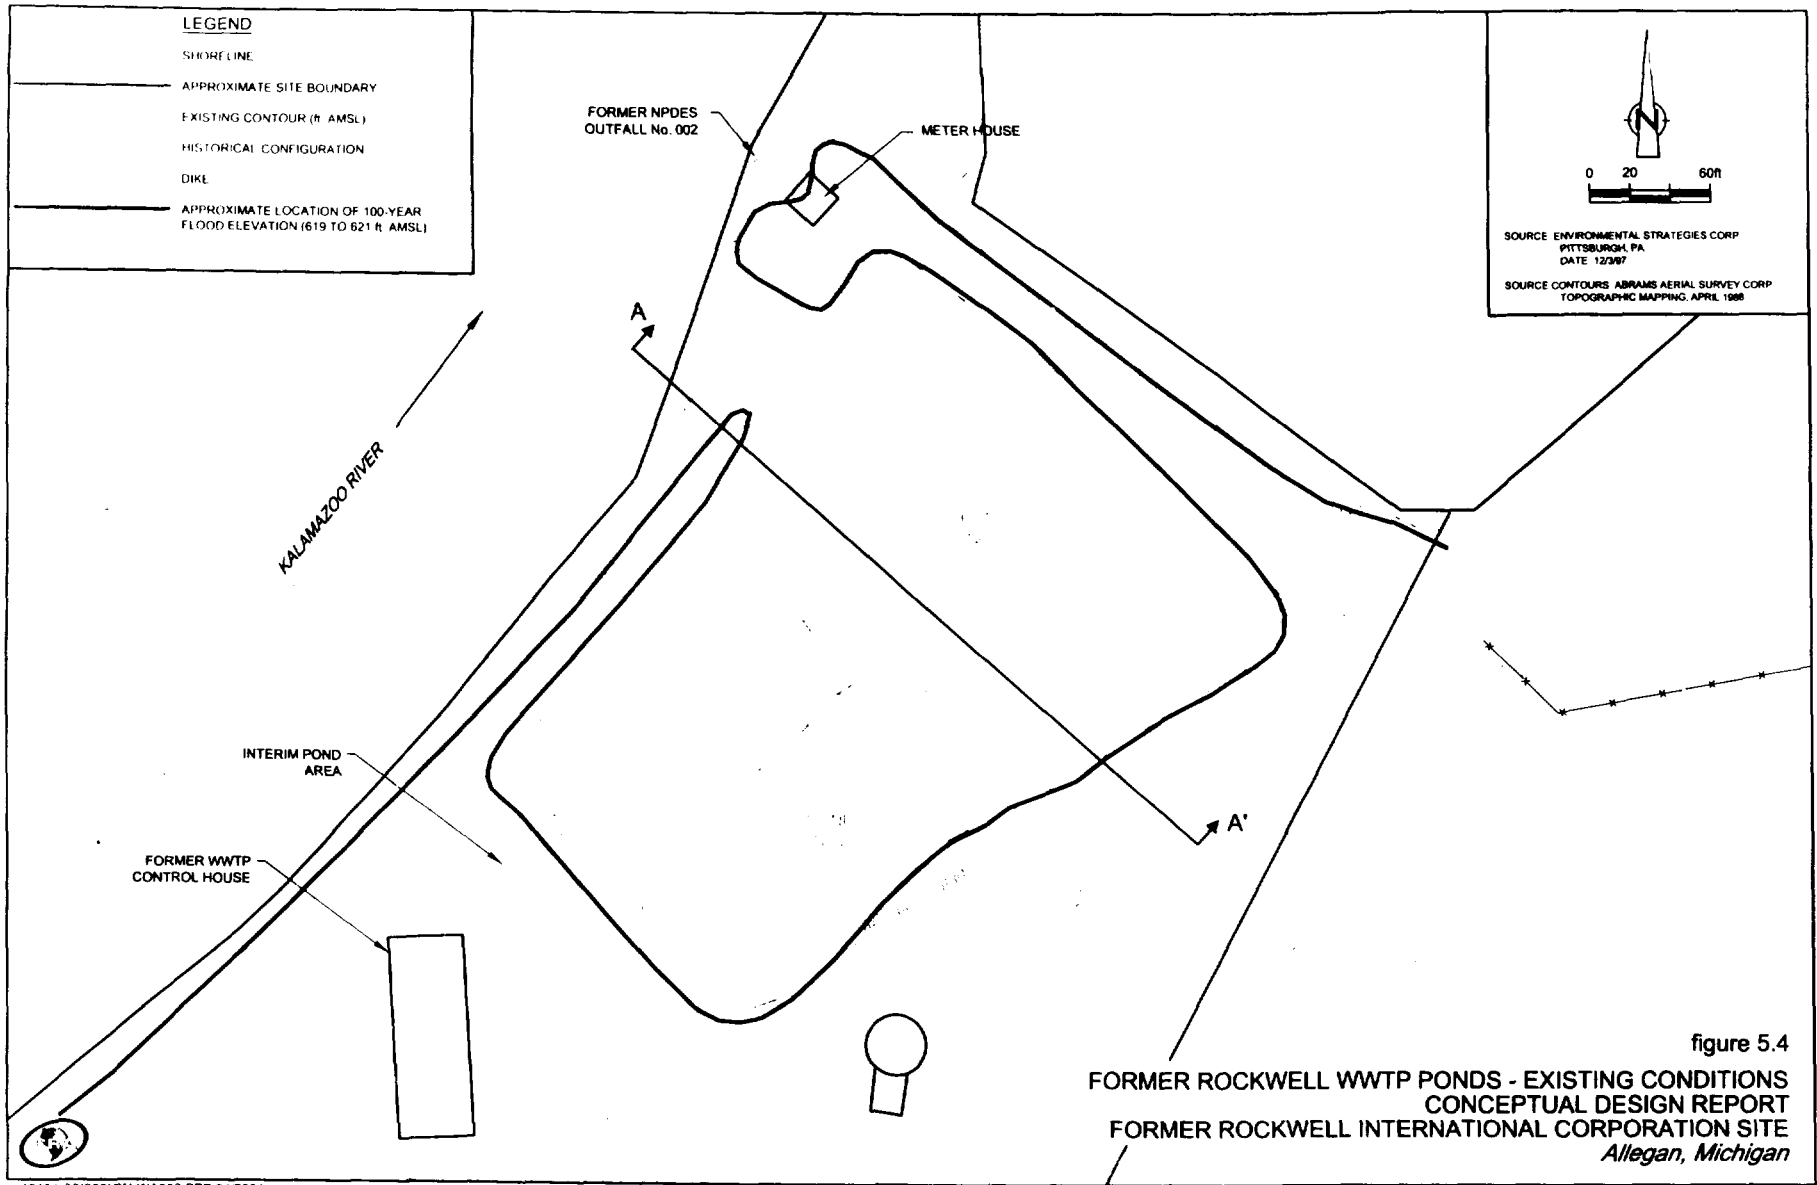 LEGEND
SHORELINE
APPROXIMATE SITE BOUNDARY
EXISTING CONTOUR (ft. AMSL)
HISTORICAL CONFIGURATION
DIKE
APPROXIMATE LOCATION OF 100-YEAR
FLOOD ELEVATION (619 TO 621 ft. AMSL)
FORMER NPDES
OUTFALL No. 002
METER HOUSE
N
0 20 60ft
SOURCE ENVIRONMENTAL STRATEGIES CORP
PITTSBURGH, PA
DATE 12/3/97
SOURCE CONTOURS ABRAMS AERIAL SURVEY CORP
TOPOGRAPHIC MAPPING, APRIL 1988
A
KALAMAZOO RIVER
INTERIM POND
AREA
A'
FORMER WWTP
CONTROL HOUSE
figure 5.4
FORMER ROCKWELL WWTP PONDS - EXISTING CONDITIONS
CONCEPTUAL DESIGN REPORT
FORMER ROCKWELL INTERNATIONAL CORPORATION SITE
Allegan, Michigan